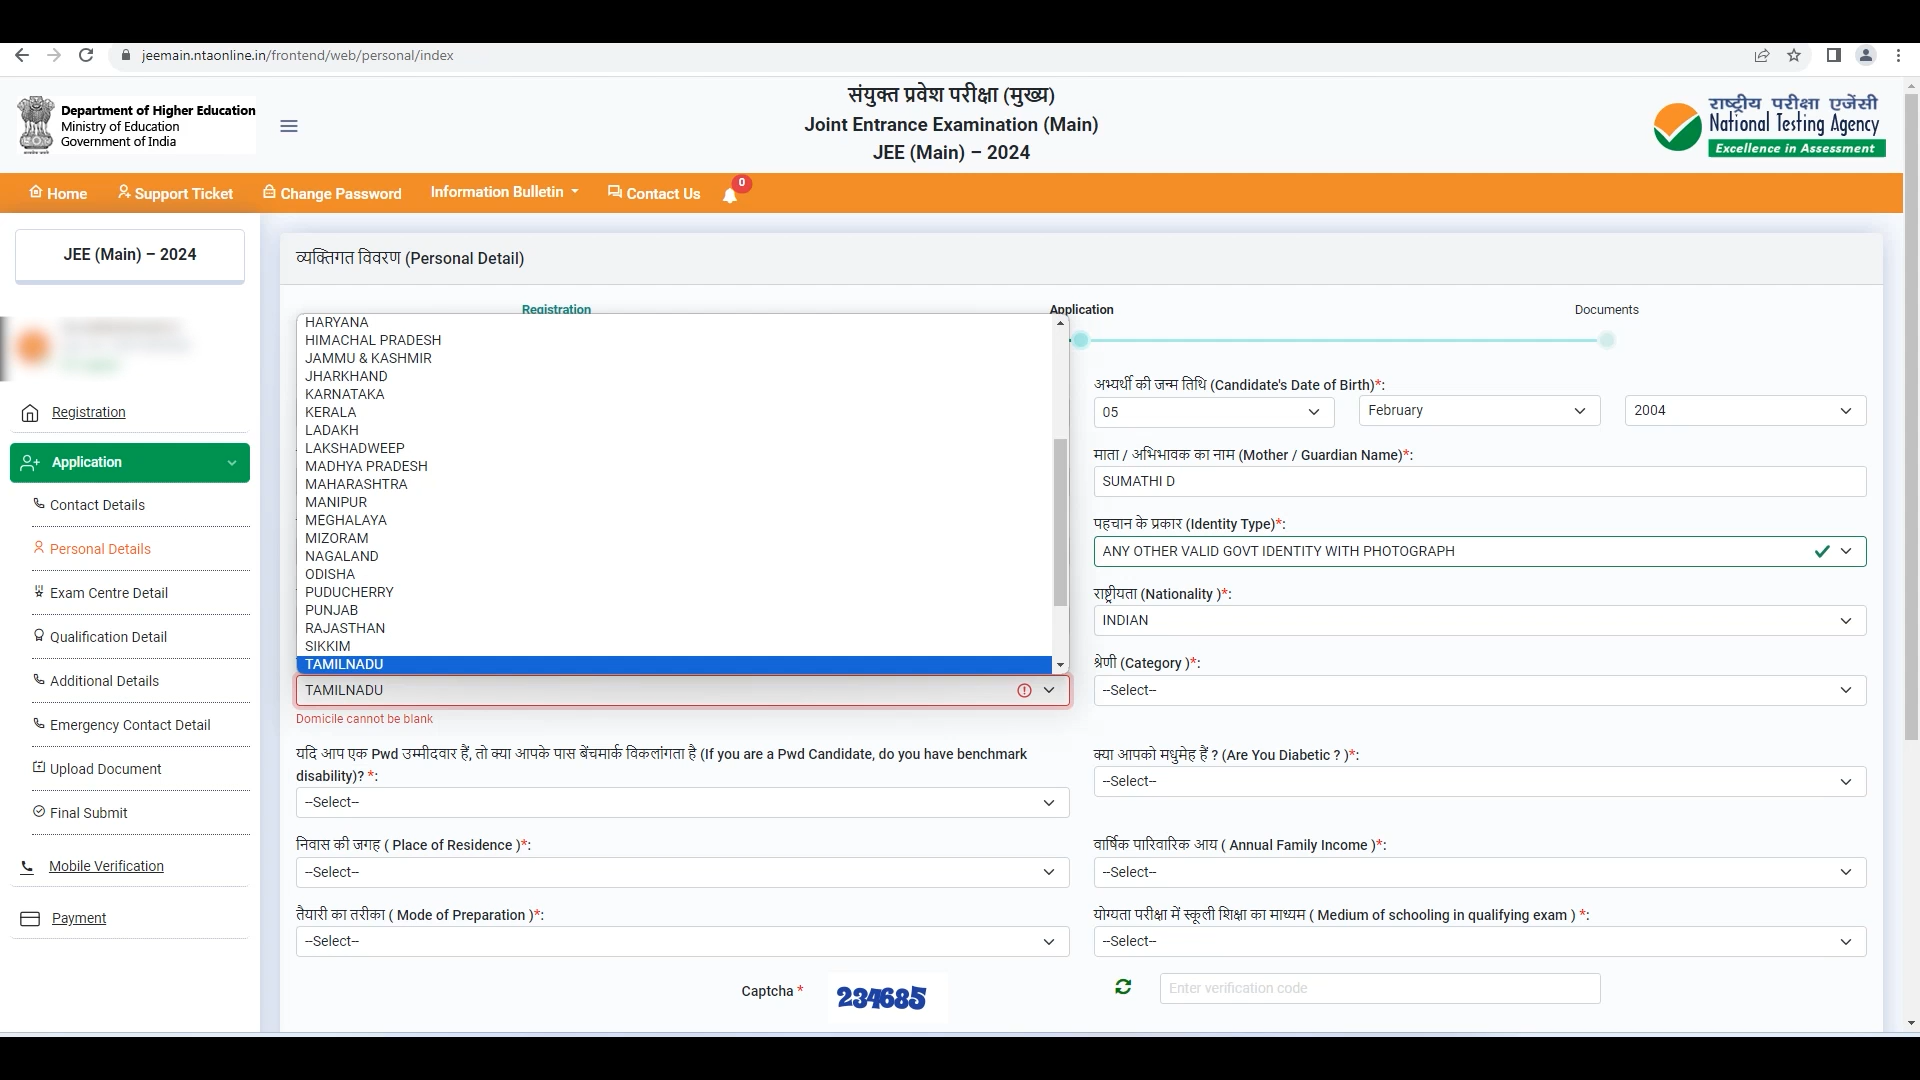 jeemain.ntaonline.in/frontend/web/personal/index
Department of Higher Education
Ministry of Education
Government of India
संयुक्त प्रवेश परीक्षा (मुख्य)
Joint Entrance Examination (Main)
JEE (Main) – 2024
राष्ट्रीय परीक्षा एजेंसी
National Testing Agency
Excellence in Assessment
Home
Support Ticket
Change Password
Information Bulletin
Contact Us
0
JEE (Main) – 2024
Registration
Application
Contact Details
Personal Details
Exam Centre Detail
Qualification Detail
Additional Details
Emergency Contact Detail
Upload Document
Final Submit
Mobile Verification
Payment
व्यक्तिगत विवरण (Personal Detail)
Registration
Application
Documents
HARYANA
HIMACHAL PRADESH
JAMMU & KASHMIR
JHARKHAND
KARNATAKA
KERALA
LADAKH
LAKSHADWEEP
MADHYA PRADESH
MAHARASHTRA
MANIPUR
MEGHALAYA
MIZORAM
NAGALAND
ODISHA
PUDUCHERRY
PUNJAB
RAJASTHAN
SIKKIM
TAMILNADU
TAMILNADU
Domicile cannot be blank
अभ्यर्थी की जन्म तिथि (Candidate's Date of Birth)*:
05
February
2004
माता / अभिभावक का नाम (Mother / Guardian Name)*:
SUMATHI D
पहचान के प्रकार (Identity Type)*:
ANY OTHER VALID GOVT IDENTITY WITH PHOTOGRAPH
राष्ट्रीयता (Nationality )*:
INDIAN
श्रेणी (Category )*:
--Select--
यदि आप एक Pwd उम्मीदवार हैं, तो क्या आपके पास बेंचमार्क विकलांगता है (If you are a Pwd Candidate, do you have benchmark
disability)? *:
--Select--
क्या आपको मधुमेह हैं ? (Are You Diabetic ? )*:
--Select--
निवास की जगह ( Place of Residence )*:
--Select--
वार्षिक पारिवारिक आय ( Annual Family Income )*:
--Select--
तैयारी का तरीका ( Mode of Preparation )*:
--Select--
योग्यता परीक्षा में स्कूली शिक्षा का माध्यम ( Medium of schooling in qualifying exam ) *:
--Select--
Captcha *
234685
Enter verification code